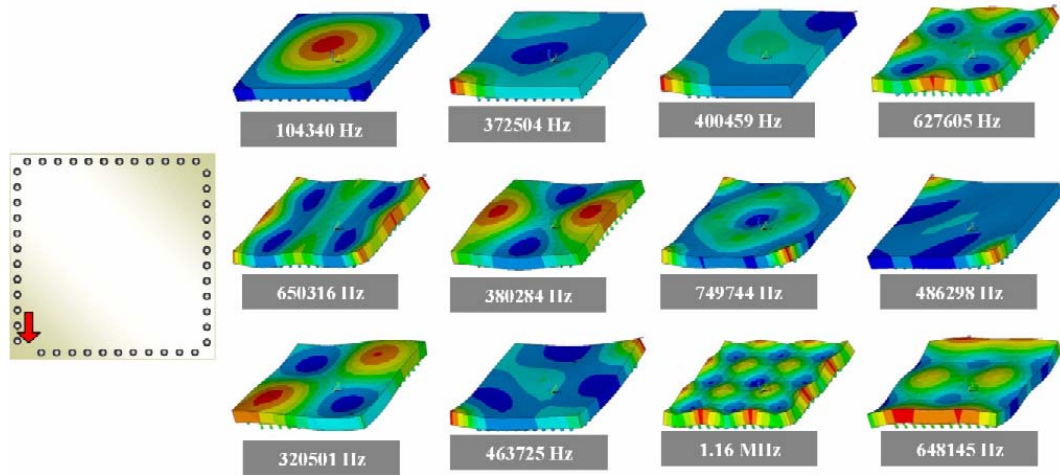 104340 Hz
372504 Hz
400459 Hz
627605 Hz
650316 Hz
380284 Hz
749744 Hz
486298 Hz
320501 Hz
463725 Hz
1.16 MHz
648145 Hz